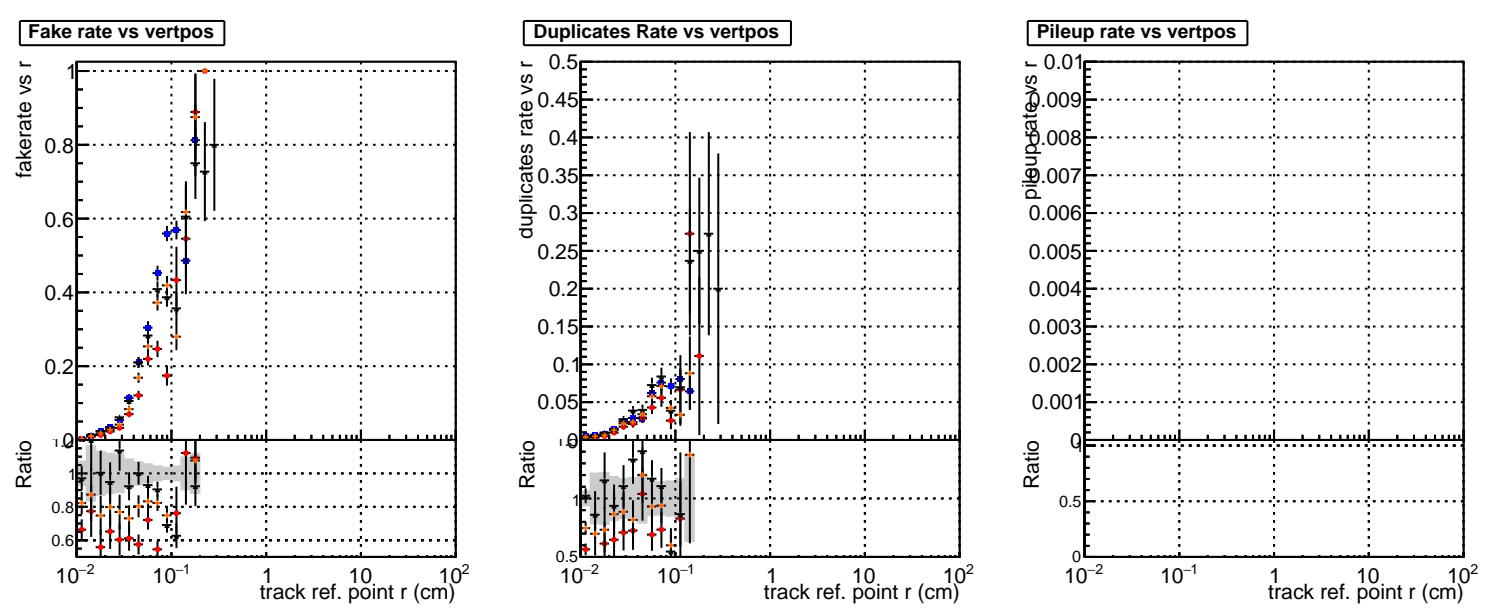 Fake rate vs vertpos
fakerate vs r
1
0.8
0.6
0.4
0.2
0
Ratio
1
0.8
0.6
10⁻² 10⁻¹ 1 10 10²
track ref. point r (cm)
Duplicates Rate vs vertpos
duplicates rate vs r
0.5
0.45
0.4
0.35
0.3
0.25
0.2
0.15
0.1
0.05
0
Ratio
1
0.5
10⁻² 10⁻¹ 1 10 10²
track ref. point r (cm)
Pileup rate vs vertpos
pileup rate vs r
0.01
0.009
0.008
0.007
0.006
0.005
0.004
0.003
0.002
0.001
0
Ratio
1
0.5
0
10⁻² 10⁻¹ 1 10 10²
track ref. point r (cm)